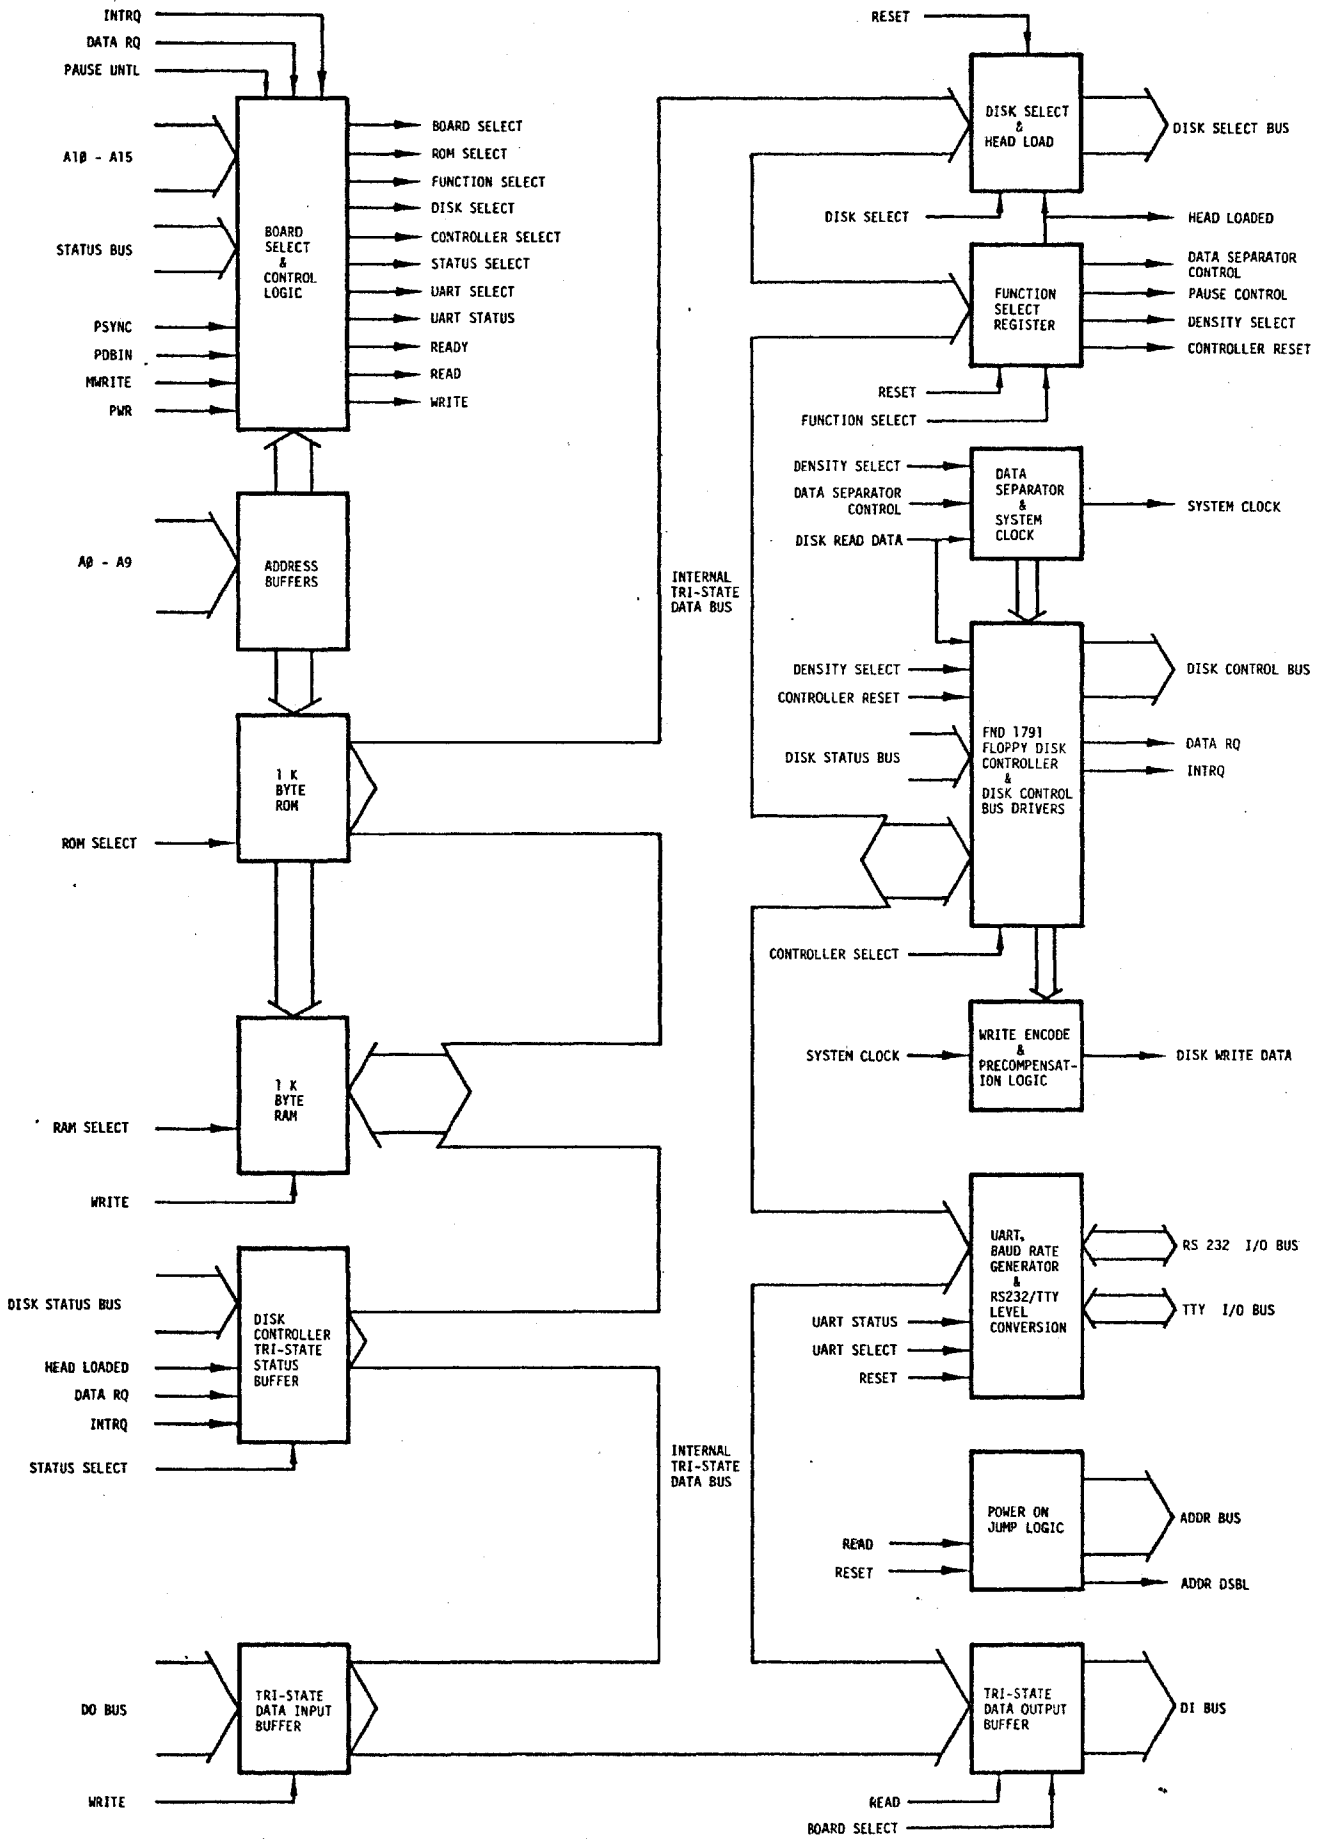 INTRQ
DATA RQ
PAUSE UNTL
A10 - A15
STATUS BUS
PSYNC
PDBIN
MWRITE
PWR
BOARD
SELECT
&
CONTROL
LOGIC
BOARD SELECT
ROM SELECT
FUNCTION SELECT
DISK SELECT
CONTROLLER SELECT
STATUS SELECT
UART SELECT
UART STATUS
READY
READ
WRITE
A0 - A9
ADDRESS
BUFFERS
1 K
BYTE
ROM
ROM SELECT
1 K
BYTE
RAM
RAM SELECT
WRITE
DISK STATUS BUS
HEAD LOADED
DATA RQ
INTRQ
STATUS SELECT
DISK
CONTROLLER
TRI-STATE
STATUS
BUFFER
DO BUS
TRI-STATE
DATA INPUT
BUFFER
WRITE
INTERNAL
TRI-STATE
DATA BUS
INTERNAL
TRI-STATE
DATA BUS
RESET
DISK SELECT
&
HEAD LOAD
DISK SELECT BUS
DISK SELECT
HEAD LOADED
FUNCTION
SELECT
REGISTER
DATA SEPARATOR
CONTROL
PAUSE CONTROL
DENSITY SELECT
CONTROLLER RESET
RESET
FUNCTION SELECT
DENSITY SELECT
DATA SEPARATOR
CONTROL
DISK READ DATA
DATA
SEPARATOR
&
SYSTEM
CLOCK
SYSTEM CLOCK
DENSITY SELECT
CONTROLLER RESET
DISK STATUS BUS
FND 1791
FLOPPY DISK
CONTROLLER
&
DISK CONTROL
BUS DRIVERS
DISK CONTROL BUS
DATA RQ
INTRQ
CONTROLLER SELECT
SYSTEM CLOCK
WRITE ENCODE
&
PRECOMPENSAT-
ION LOGIC
DISK WRITE DATA
UART,
BAUD RATE
GENERATOR
&
RS232/TTY
LEVEL
CONVERSION
RS 232 I/O BUS
TTY I/O BUS
UART STATUS
UART SELECT
RESET
POWER ON
JUMP LOGIC
READ
RESET
ADDR BUS
ADDR DSBL
TRI-STATE
DATA OUTPUT
BUFFER
DI BUS
READ
BOARD SELECT